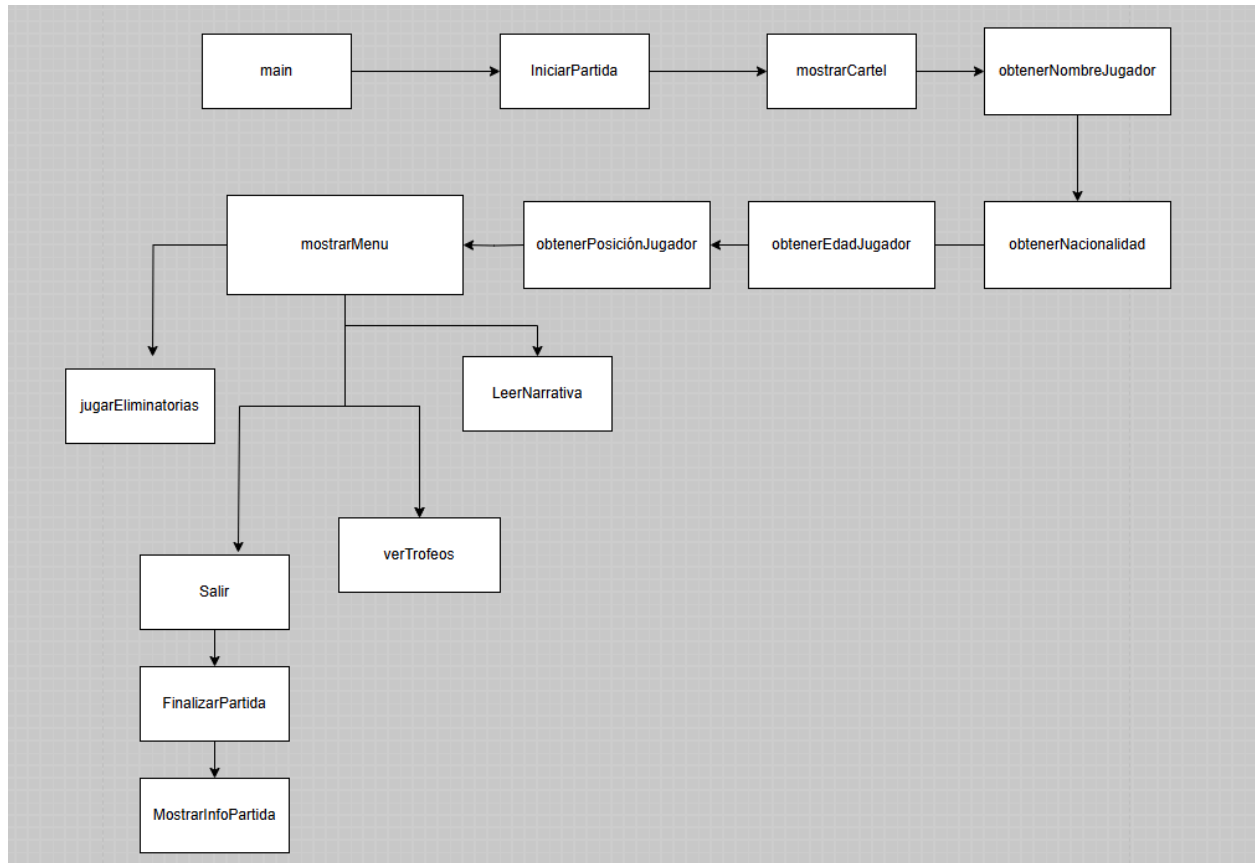 main
IniciarPartida
mostrarCartel
obtenerNombreJugador
mostrarMenu
obtenerPosiciónJugador
obtenerEdadJugador
obtenerNacionalidad
jugarEliminatorias
LeerNarrativa
verTrofeos
Salir
FinalizarPartida
MostrarInfoPartida